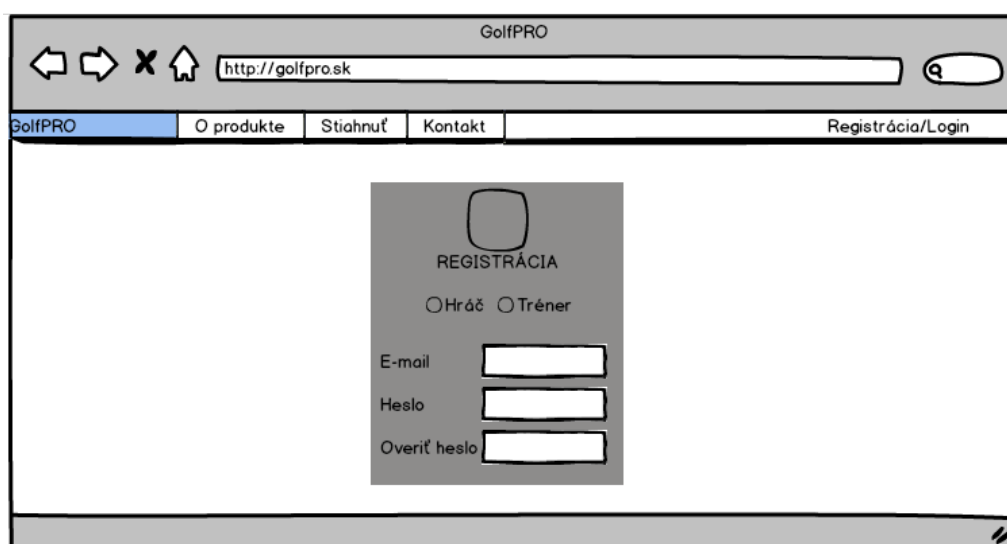 GolfPRO
http://golfpro.sk
GolfPRO O produkte Stiahnuť Kontakt Registrácia/Login
REGISTRÁCIA
Hráč Tréner
E-mail
Heslo
Overiť heslo